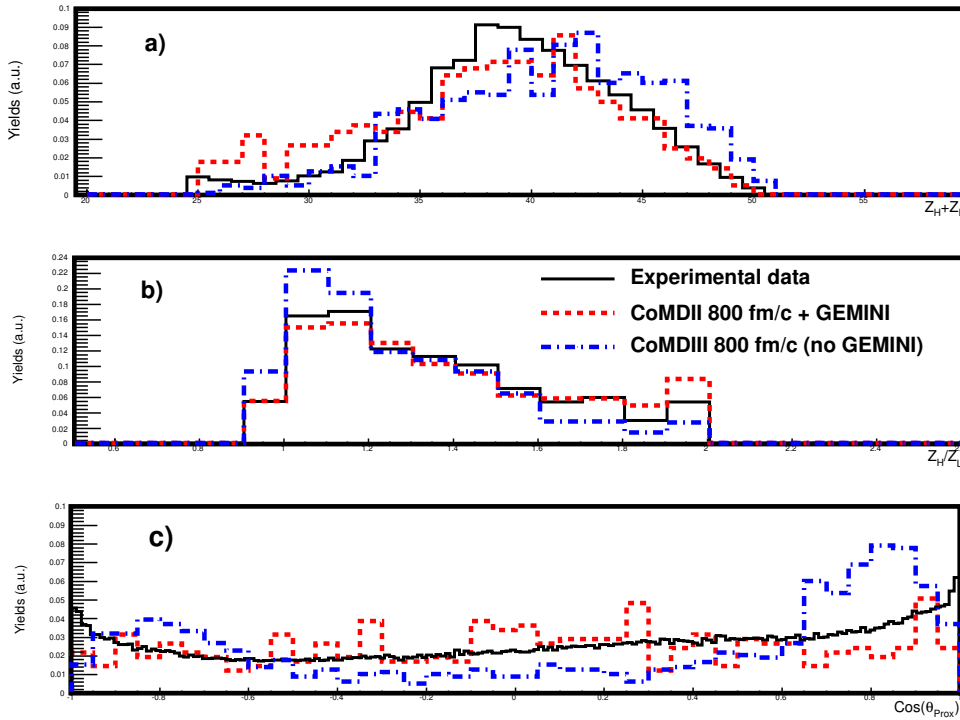 0.1
0.09
0.08
0.07
0.06
0.05
0.04
0.03
0.02
0.01
0
Yields (a.u.)
a)
20 25 30 35 40 45 50 55
Z_H+Z_L
0.24
0.22
0.2
0.18
0.16
0.14
0.12
0.1
0.08
0.06
0.04
0.02
0
Yields (a.u.)
b)
Experimental data
CoMDII 800 fm/c + GEMINI
CoMDIII 800 fm/c (no GEMINI)
0.6 0.8 1 1.2 1.4 1.6 1.8 2 2.2 2.4
Z_H/Z_L
0.1
0.09
0.08
0.07
0.06
0.05
0.04
0.03
0.02
0.01
0
Yields (a.u.)
c)
-1 -0.8 -0.6 -0.4 -0.2 0 0.2 0.4 0.6 0.8
Cos(θ_Prox)